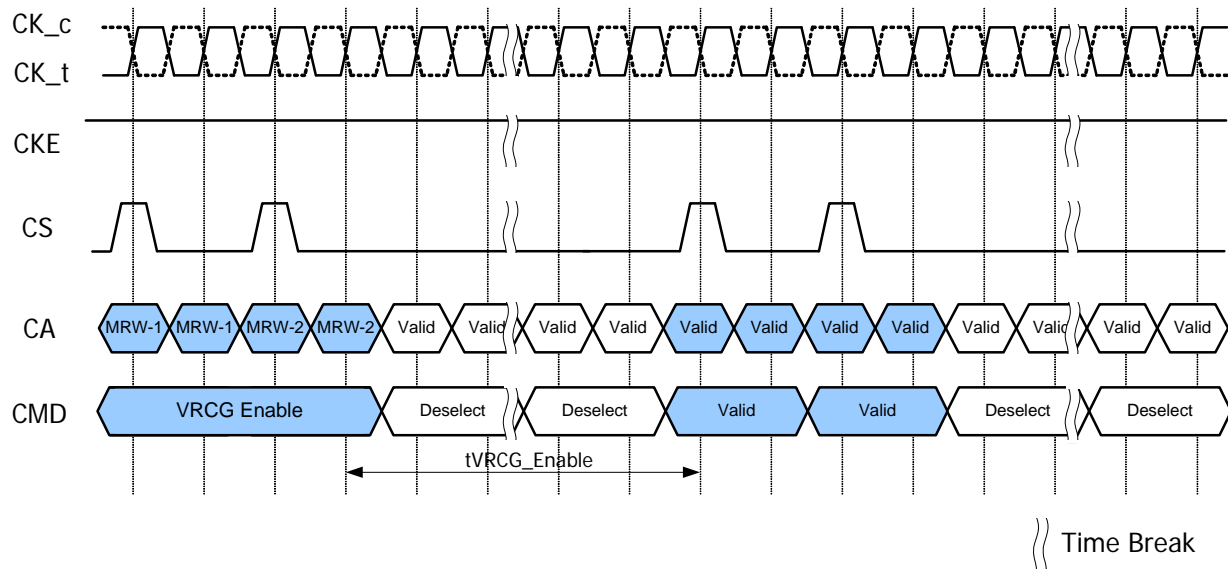 CK_c
CK_t
CKE
CS
CA MRW-1 MRW-1 MRW-2 MRW-2 Valid Valid Valid Valid Valid Valid Valid Valid Valid Valid Valid Valid
CMD VRCG Enable Deselect Deselect Valid Valid Deselect Deselect
tVRCG_Enable
Time Break